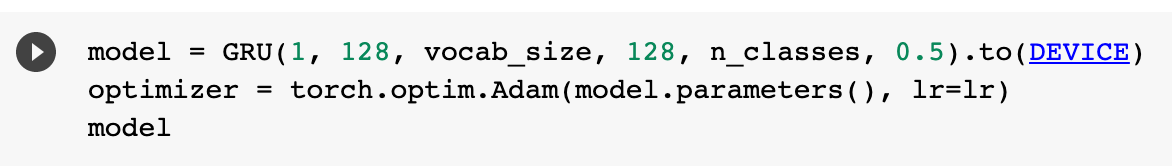 model = GRU(1, 128, vocab_size, 128, n_classes, 0.5).to(DEVICE)
optimizer = torch.optim.Adam(model.parameters(), lr=lr)
model